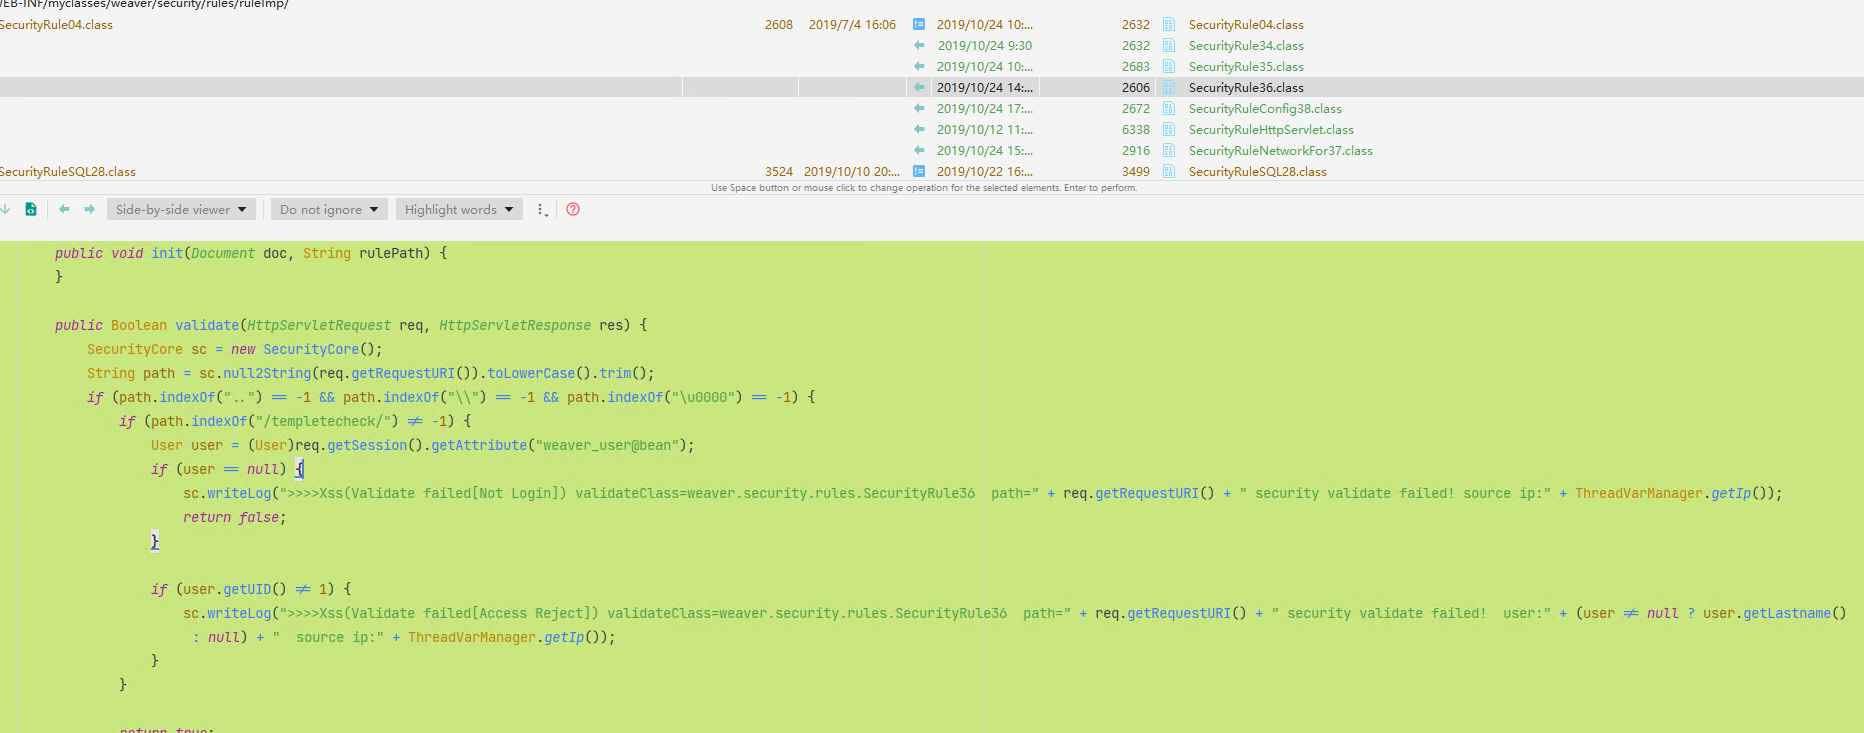 /EB-INF/myclasses/weaver/security/rules/ruleImp/
SecurityRule04.class 2608 2019/7/4 16:06 2019/10/24 10:... 2632 SecurityRule04.class
2019/10/24 9:30 2632 SecurityRule34.class
2019/10/24 10:... 2683 SecurityRule35.class
2019/10/24 14:... 2606 SecurityRule36.class
2019/10/24 17:... 2672 SecurityRuleConfig38.class
2019/10/12 11:... 6338 SecurityRuleHttpServlet.class
2019/10/24 15:... 2916 SecurityRuleNetworkFor37.class
SecurityRuleSQL28.class 3524 2019/10/10 20:... 2019/10/22 16:... 3499 SecurityRuleSQL28.class
Use Space button or mouse click to change operation for the selected elements. Enter to perform.
Side-by-side viewer Do not ignore Highlight words
public void init(Document doc, String rulePath) {
}
public Boolean validate(HttpServletRequest req, HttpServletResponse res) {
SecurityCore sc = new SecurityCore();
String path = sc.null2String(req.getRequestURI()).toLowerCase().trim();
if (path.indexOf("..") == -1 && path.indexOf("\\") == -1 && path.indexOf("\u0000") == -1) {
if (path.indexOf("/templetecheck/") != -1) {
User user = (User)req.getSession().getAttribute("weaver_user@bean");
if (user == null) {
sc.writeLog(">>>>Xss(Validate failed[Not Login]) validateClass=weaver.security.rules.SecurityRule36  path=" + req.getRequestURI() + " security validate failed! source ip:" + ThreadVarManager.getIp());
return false;
}
if (user.getUID() != 1) {
sc.writeLog(">>>>Xss(Validate failed[Access Reject]) validateClass=weaver.security.rules.SecurityRule36  path=" + req.getRequestURI() + " security validate failed!  user:" + (user != null ? user.getLastname()
: null) + "  source ip:" + ThreadVarManager.getIp());
}
}
return true;